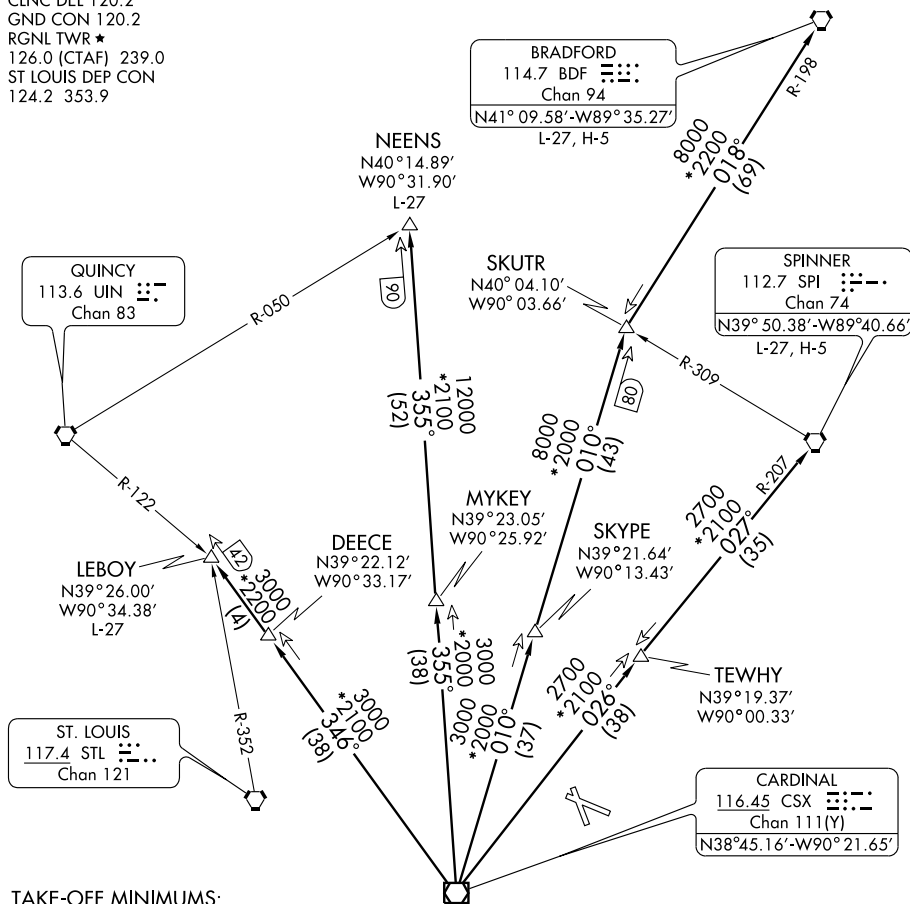 CLNC DEL 120.2
GND CON 120.2
RGNL TWR ★
126.0 (CTAF) 239.0
ST LOUIS DEP CON
124.2 353.9
BRADFORD
114.7 BDF
Chan 94
N41° 09.58'-W89° 35.27'
L-27, H-5
R-198
8000
*2200
018°
(69)
NEENS
N40°14.89'
W90°31.90'
L-27
QUINCY
113.6 UIN
Chan 83
R-050
90
SKUTR
N40° 04.10'
W90° 03.66'
SPINNER
112.7 SPI
Chan 74
N39° 50.38'-W89°40.66'
L-27, H-5
R-309
12000
*2100
355°
(52)
80
8000
*2000
010°
(43)
R-207
2700
*2100
027°
(35)
R-122
MYKEY
N39°23.05'
W90°25.92'
SKYPE
N39°21.64'
W90°13.43'
DEECE
N39°22.12'
W90°33.17'
LEBOY
N39°26.00'
W90°34.38'
L-27
42
3000
*2200
(4)
3000
*2000
355°
(38)
3000
*2000
010°
(37)
2700
*2100
026°
(38)
TEWHY
N39°19.37'
W90°00.33'
3000
*2100
346°
(38)
R-352
ST. LOUIS
117.4 STL
Chan 121
CARDINAL
116.45 CSX
Chan 111(Y)
N38°45.16'-W90°21.65'
TAKE-OFF MINIMUMS: